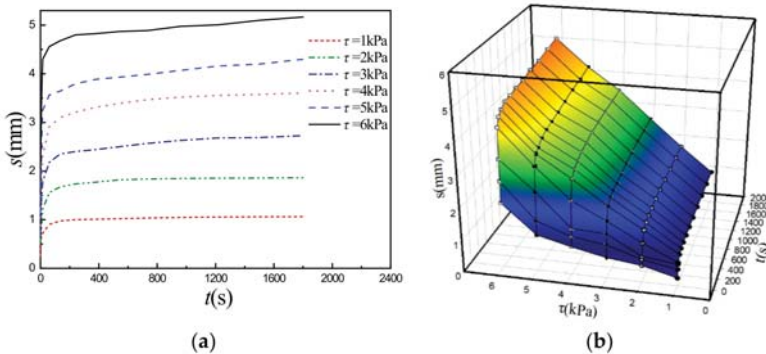 5
4
3
2
1
0
s(mm)
τ=1kPa
τ=2kPa
τ=3kPa
τ=4kPa
τ=5kPa
τ=6kPa
0 400 800 1200 1600 2000 2400
t(s)
(a)
6
5
4
3
2
1
0
s(mm)
6 5 4 3 2 1 0
τ(kPa)
200
1800
1600
1400
1200
1000
800
600
400
200
0
t(s)
(b)